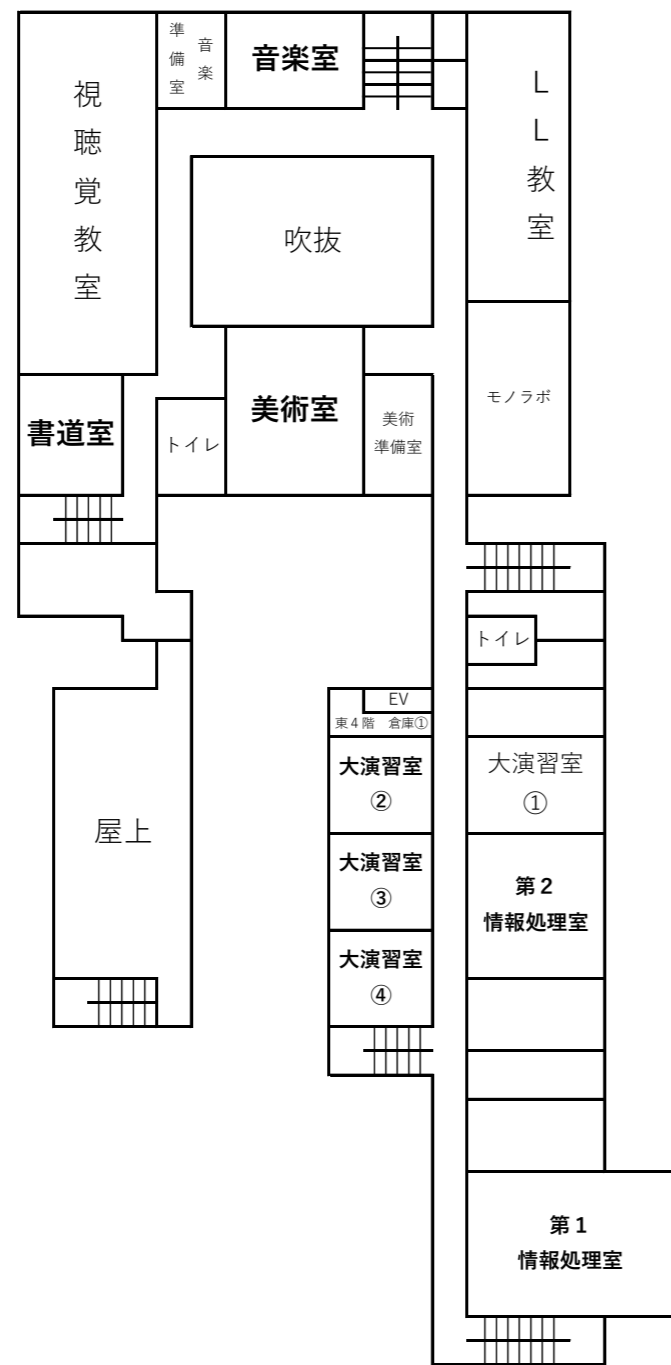 視聴覚教室
音楽
準備室
音楽室
LL教室
吹抜
書道室
トイレ
美術室
美術
準備室
モノラボ
トイレ
EV
東4階 倉庫①
大演習室
②
大演習室
①
大演習室
③
第2
情報処理室
大演習室
④
屋上
第1
情報処理室